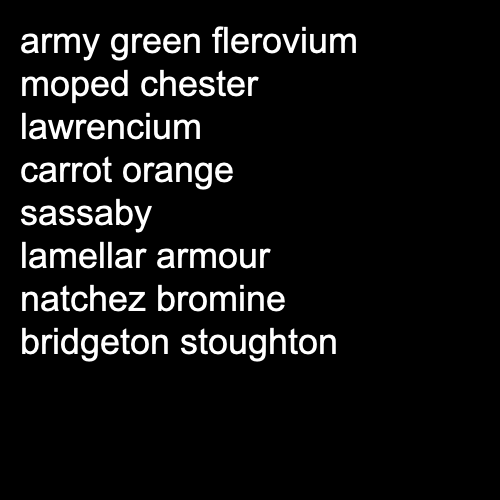 army green flerovium
moped chester
lawrencium
carrot orange
sassaby
lamellar armour
natchez bromine
bridgeton stoughton